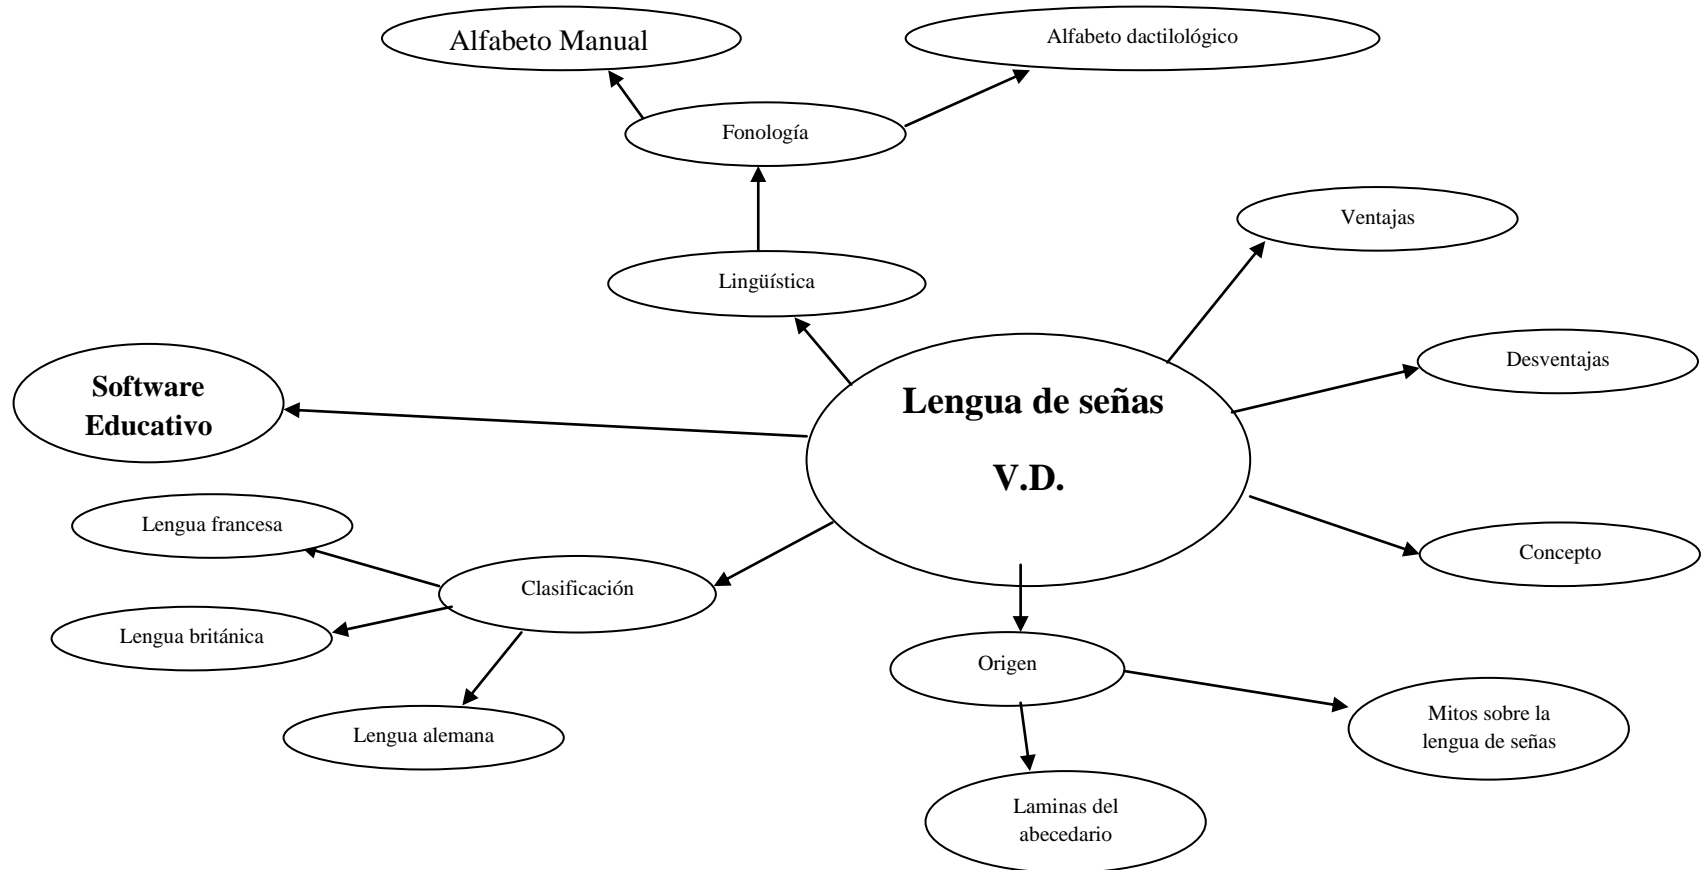 Alfabeto Manual
Alfabeto dactilológico
Fonología
Ventajas
Lingüística
Desventajas
Software
Educativo
Lengua de señas
V.D.
Lengua francesa
Concepto
Clasificación
Lengua británica
Origen
Lengua alemana
Mitos sobre la
lengua de señas
Laminas del
abecedario